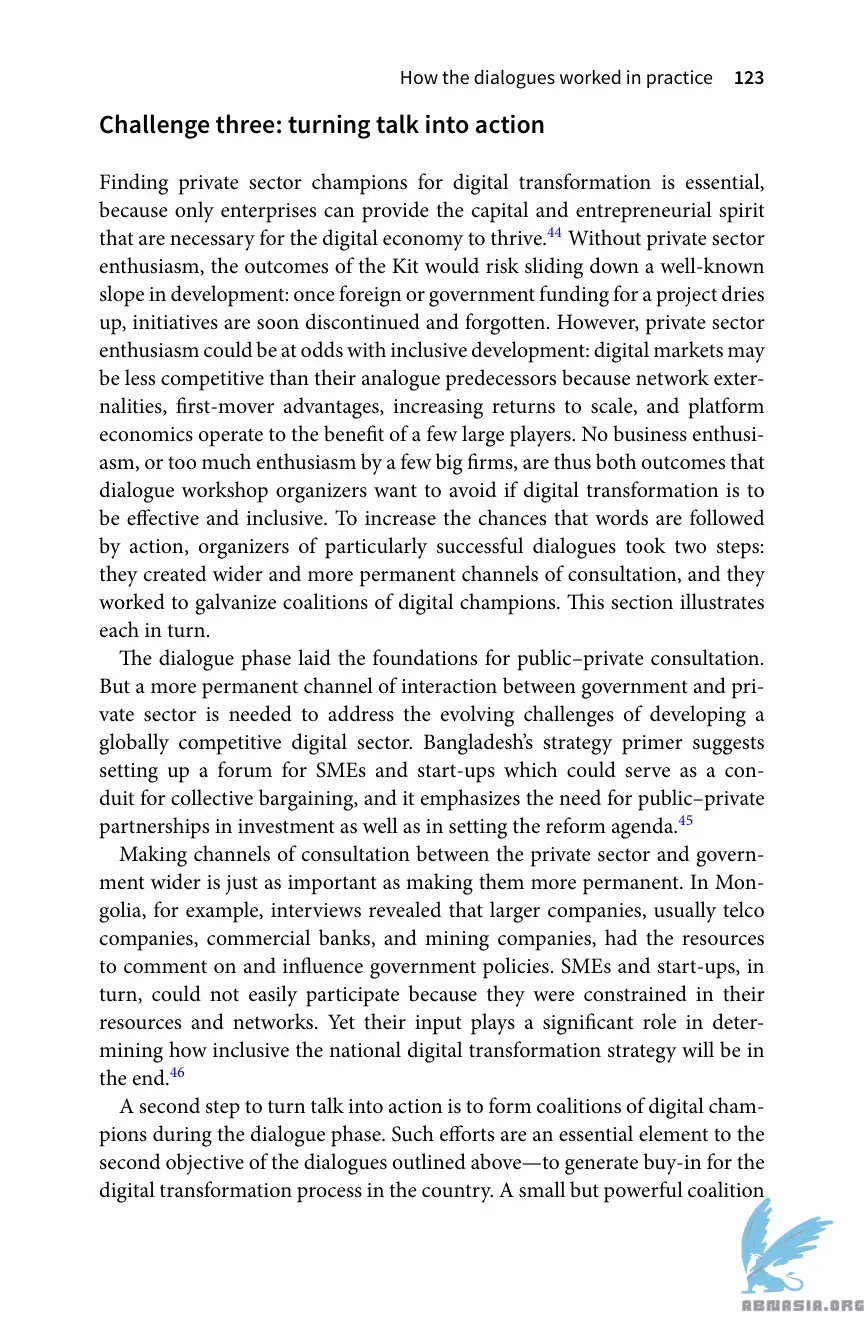 How the dialogues worked in practice 123
Challenge three: turning talk into action
Finding private sector champions for digital transformation is essential,
because only enterprises can provide the capital and entrepreneurial spirit
that are necessary for the digital economy to thrive.44 Without private sector
enthusiasm, the outcomes of the Kit would risk sliding down a well-known
slope in development: once foreign or government funding for a project dries
up, initiatives are soon discontinued and forgotten. However, private sector
enthusiasm could be at odds with inclusive development: digital markets may
be less competitive than their analogue predecessors because network exter-
nalities, first-mover advantages, increasing returns to scale, and platform
economics operate to the benefit of a few large players. No business enthusi-
asm, or too much enthusiasm by a few big firms, are thus both outcomes that
dialogue workshop organizers want to avoid if digital transformation is to
be effective and inclusive. To increase the chances that words are followed
by action, organizers of particularly successful dialogues took two steps:
they created wider and more permanent channels of consultation, and they
worked to galvanize coalitions of digital champions. This section illustrates
each in turn.
The dialogue phase laid the foundations for public–private consultation.
But a more permanent channel of interaction between government and pri-
vate sector is needed to address the evolving challenges of developing a
globally competitive digital sector. Bangladesh's strategy primer suggests
setting up a forum for SMEs and start-ups which could serve as a con-
duit for collective bargaining, and it emphasizes the need for public–private
partnerships in investment as well as in setting the reform agenda.45
Making channels of consultation between the private sector and govern-
ment wider is just as important as making them more permanent. In Mon-
golia, for example, interviews revealed that larger companies, usually telco
companies, commercial banks, and mining companies, had the resources
to comment on and influence government policies. SMEs and start-ups, in
turn, could not easily participate because they were constrained in their
resources and networks. Yet their input plays a significant role in deter-
mining how inclusive the national digital transformation strategy will be in
the end.46
A second step to turn talk into action is to form coalitions of digital cham-
pions during the dialogue phase. Such efforts are an essential element to the
second objective of the dialogues outlined above—to generate buy-in for the
digital transformation process in the country. A small but powerful coalition
ABNASIA.ORG